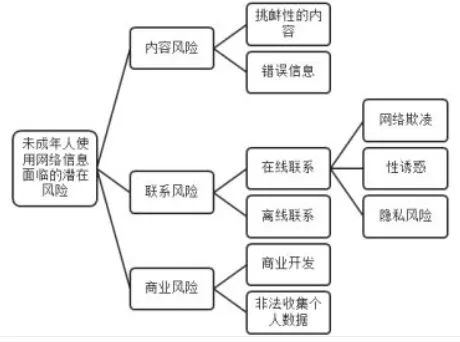 未成年人使
用网络信息
面临的潜在
风险
内容风险
挑衅性的内
容
错误信息
联系风险
在线联系
网络欺凌
性诱惑
隐私风险
离线联系
商业风险
商业开发
非法收集个
人数据